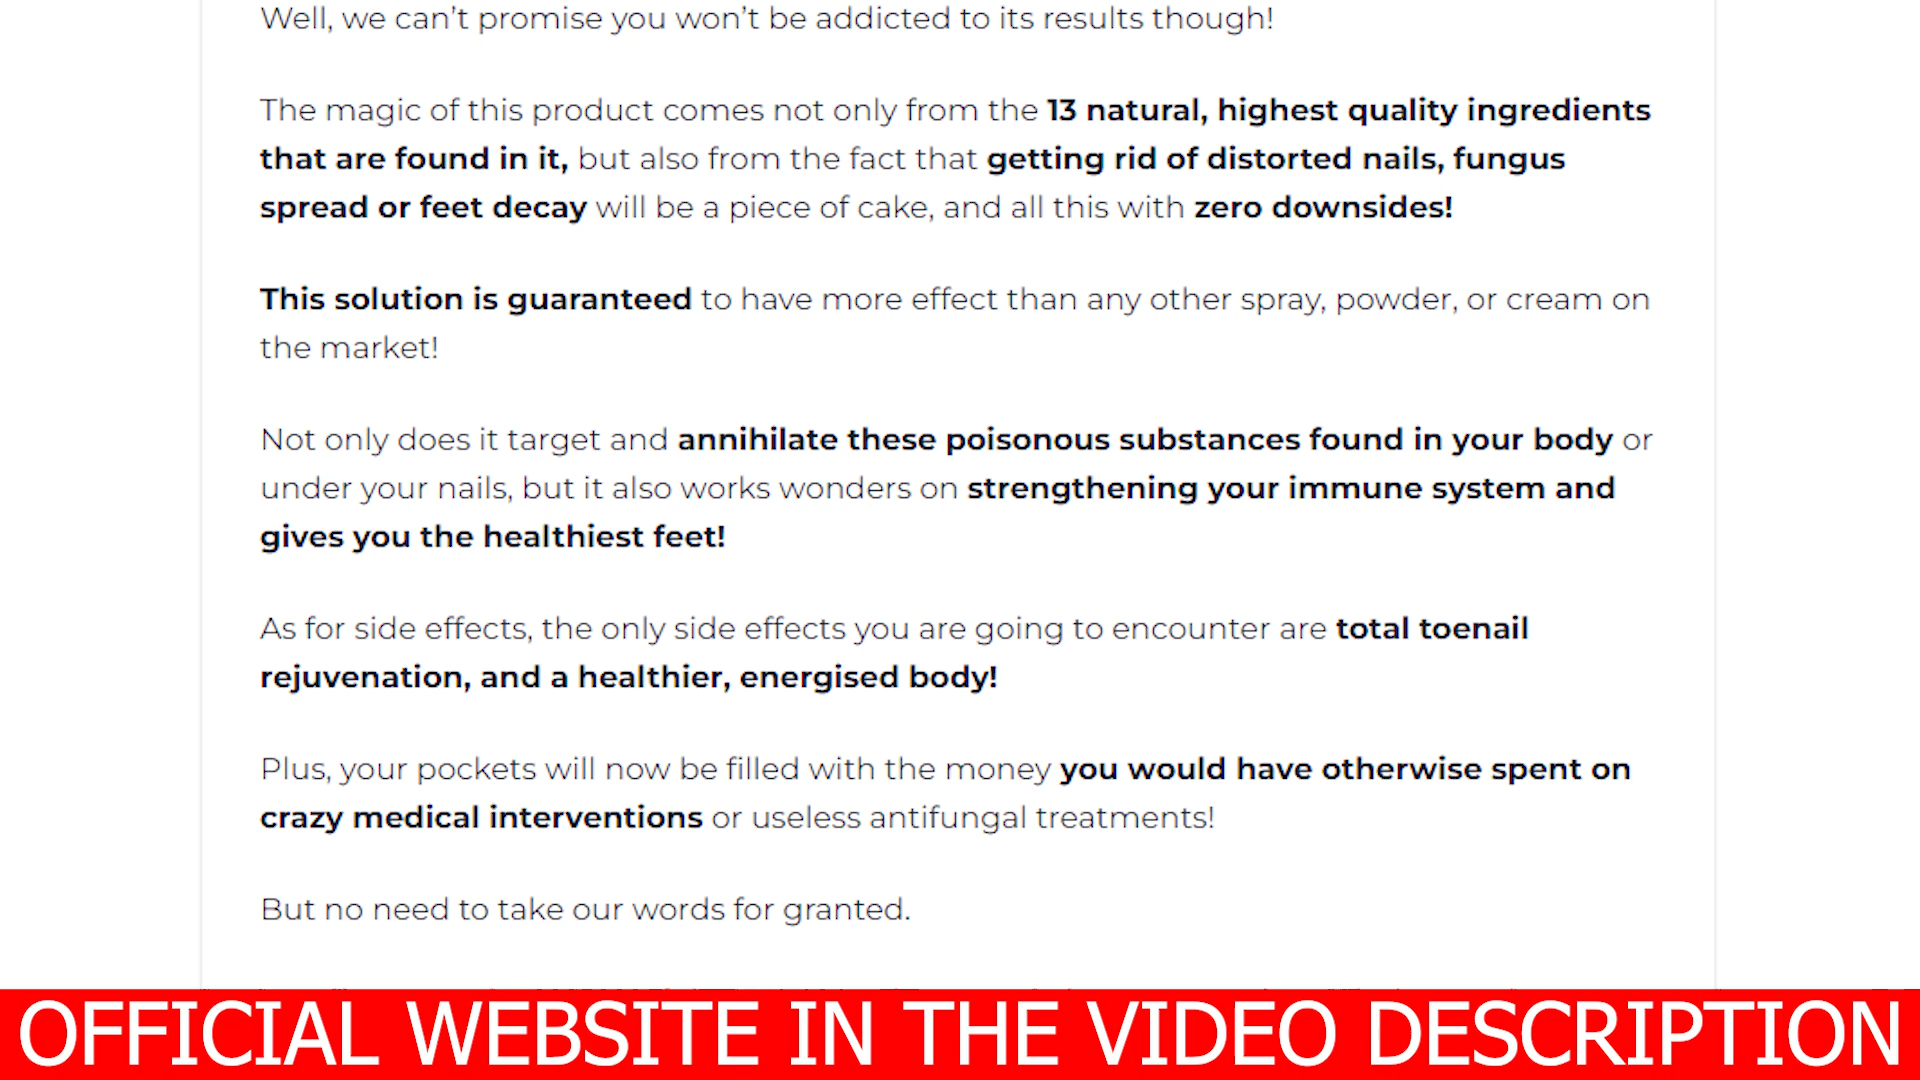 Well, we can't promise you won't be addicted to its results though!
The magic of this product comes not only from the 13 natural, highest quality ingredients
that are found in it, but also from the fact that getting rid of distorted nails, fungus
spread or feet decay will be a piece of cake, and all this with zero downsides!
This solution is guaranteed to have more effect than any other spray, powder, or cream on
the market!
Not only does it target and annihilate these poisonous substances found in your body or
under your nails, but it also works wonders on strengthening your immune system and
gives you the healthiest feet!
As for side effects, the only side effects you are going to encounter are total toenail
rejuvenation, and a healthier, energised body!
Plus, your pockets will now be filled with the money you would have otherwise spent on
crazy medical interventions or useless antifungal treatments!
But no need to take our words for granted.
OFFICIAL WEBSITE IN THE VIDEO DESCRIPTION